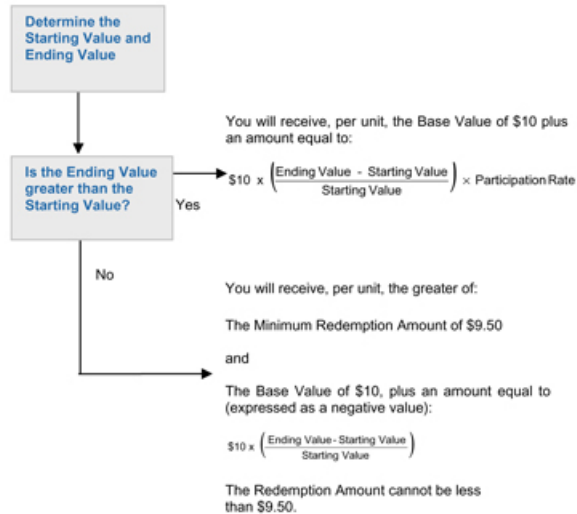 Determine the
Starting Value and
Ending Value
You will receive, per unit, the Base Value of $10 plus
an amount equal to:
Is the Ending Value
greater than the
Starting Value?
Yes
$10 x (Ending Value - Starting Value / Starting Value) × Participation Rate
No
You will receive, per unit, the greater of:
The Minimum Redemption Amount of $9.50
and
The Base Value of $10, plus an amount equal to
(expressed as a negative value):
$10 x (Ending Value - Starting Value / Starting Value)
The Redemption Amount cannot be less
than $9.50.